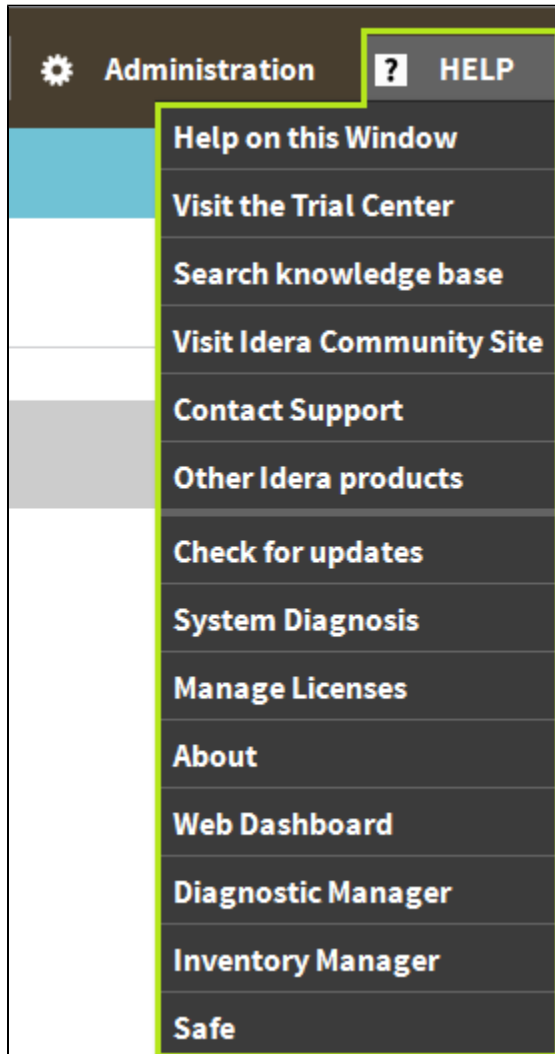 Administration
? HELP
Help on this Window
Visit the Trial Center
Search knowledge base
Visit Idera Community Site
Contact Support
Other Idera products
Check for updates
System Diagnosis
Manage Licenses
About
Web Dashboard
Diagnostic Manager
Inventory Manager
Safe